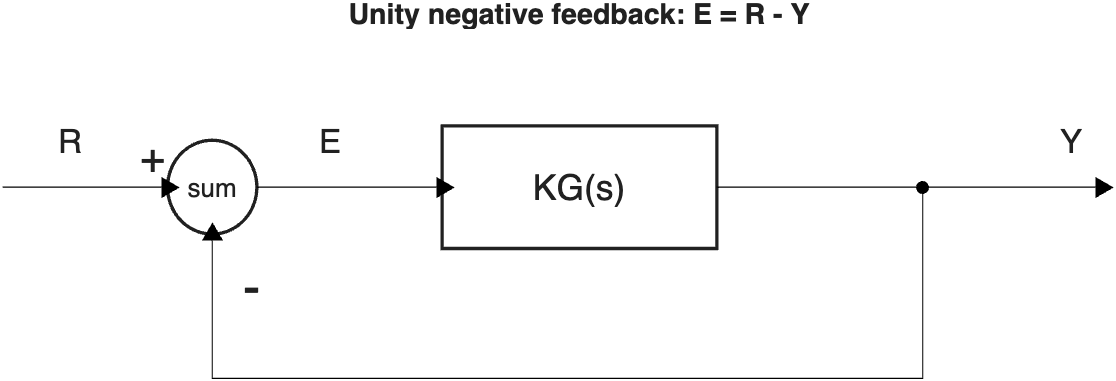 Unity negative feedback: E = R - Y
R
E
Y
+
sum
KG(s)
-